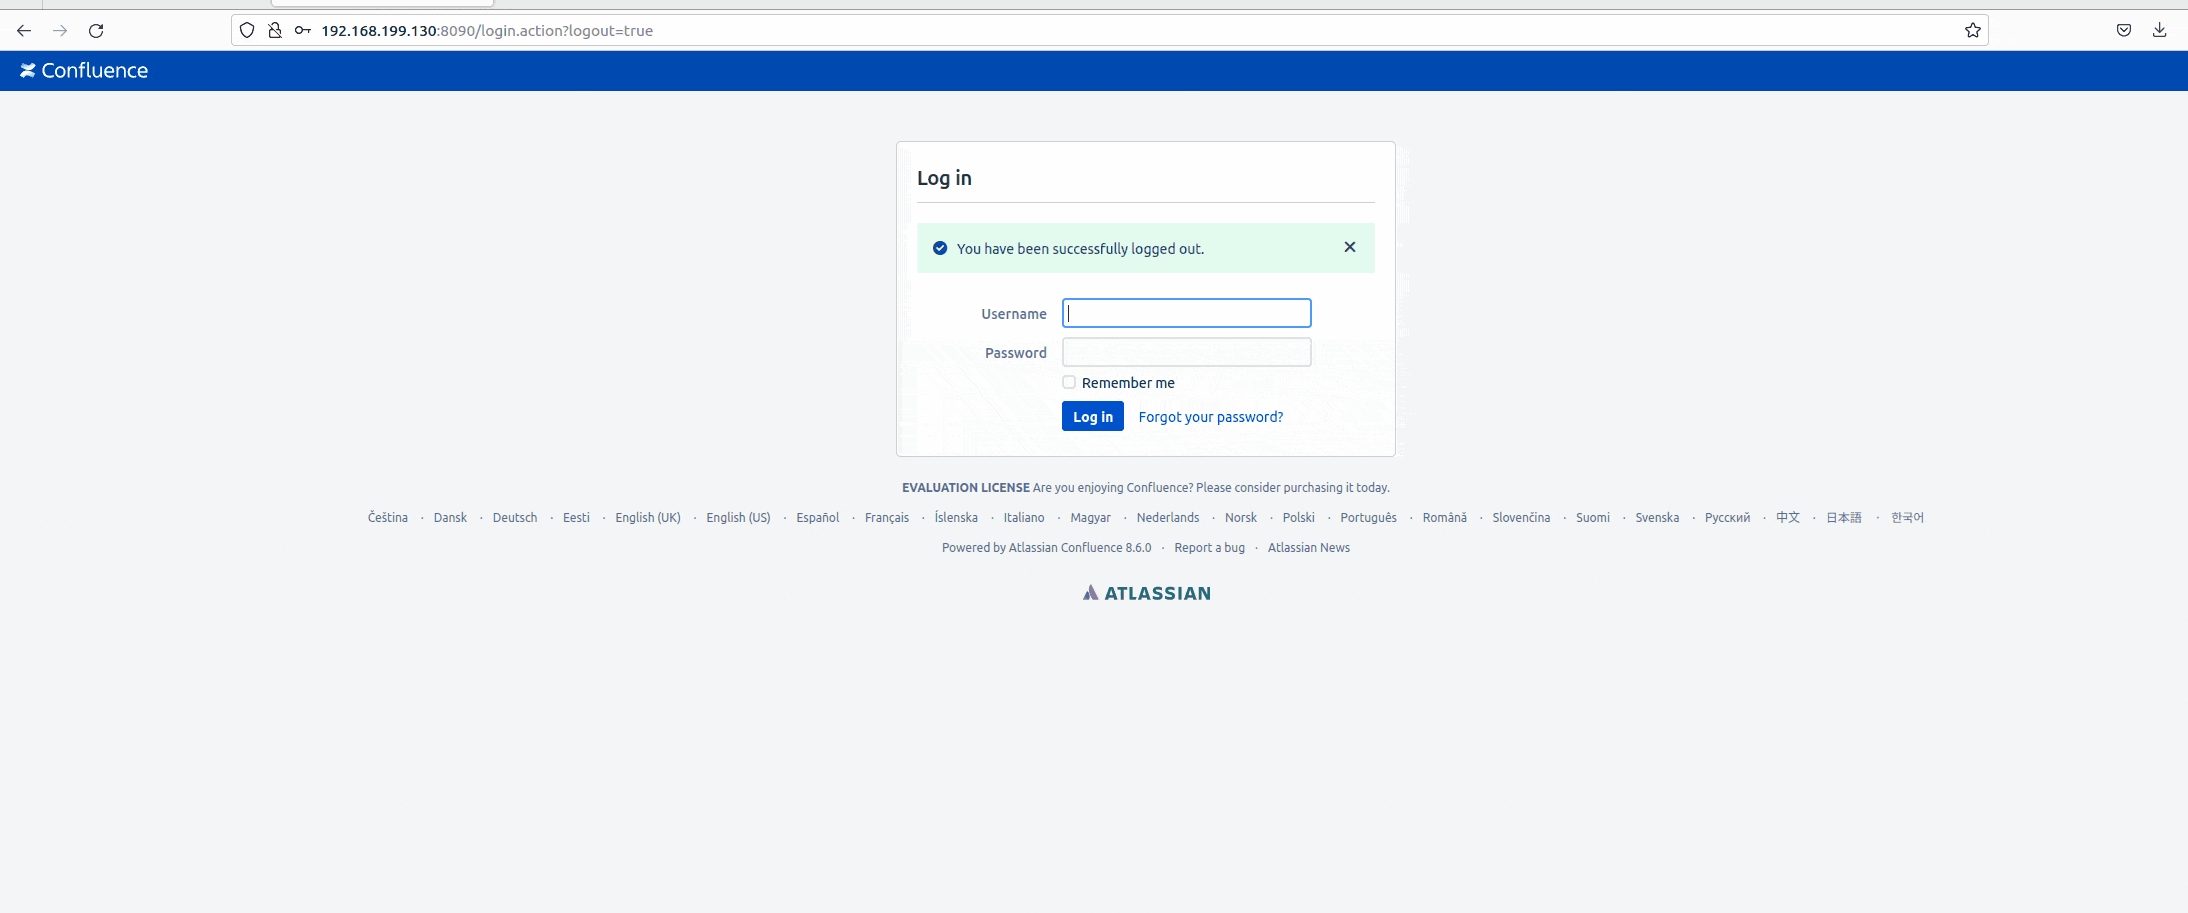 192.168.199.130:8090/login.action?logout=true
Confluence
Log in
You have been successfully logged out.
Username
Password
Remember me
Log in Forgot your password?
EVALUATION LICENSE Are you enjoying Confluence? Please consider purchasing it today.
Čeština · Dansk · Deutsch · Eesti · English (UK) · English (US) · Español · Français · Íslenska · Italiano · Magyar · Nederlands · Norsk · Polski · Português · Română · Slovenčina · Suomi · Svenska · Русский · 中文 · 日本語 · 한국어
Powered by Atlassian Confluence 8.6.0 · Report a bug · Atlassian News
ATLASSIAN